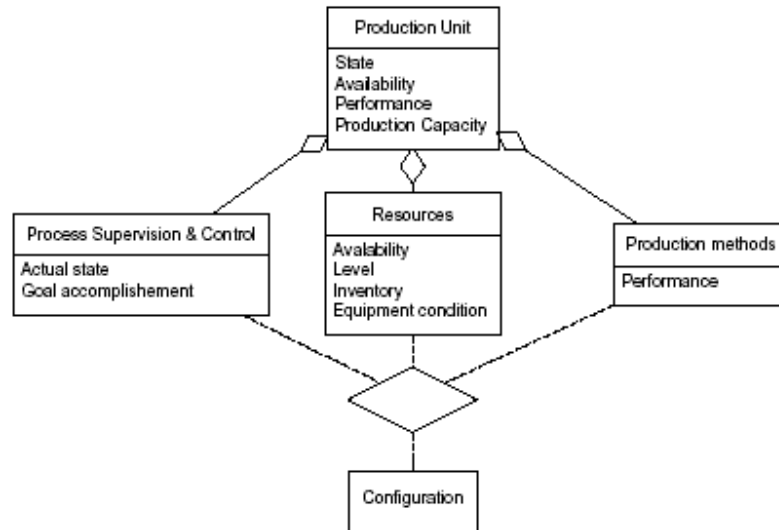 Production Unit
State
Availability
Performance
Production Capacity
Process Supervision & Control
Actual state
Goal accomplishement
Resources
Avalability
Level
Inventory
Equipment condition
Production methods
Performance
Configuration